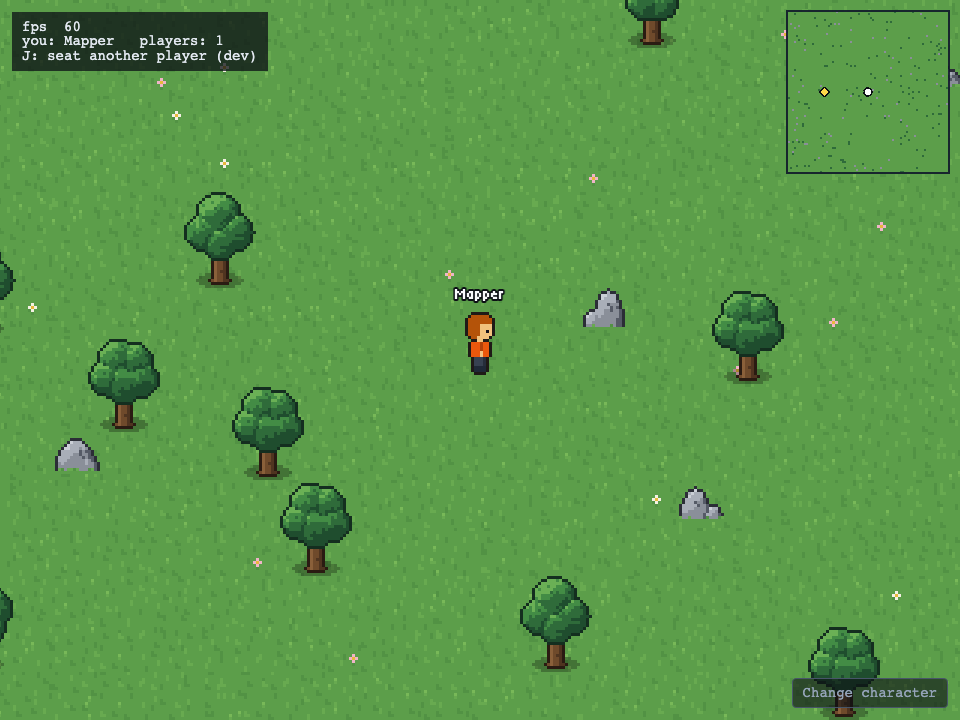 fps  60
you: Mapper   players: 1
J: seat another player (dev)
Mapper
Change character